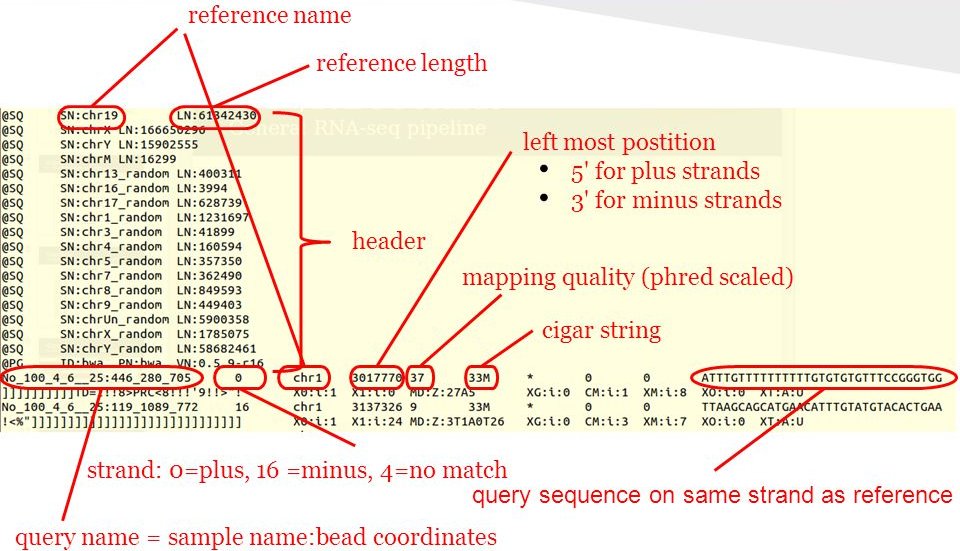 reference name
reference length
@SQ SN:chr19 LN:61342430
@SQ SN:chrX LN:166650296
General RNA-seq pipeline
@SQ SN:chrY LN:15902555
@SQ SN:chrM LN:16299
@SQ SN:chr13_random LN:400311
@SQ SN:chr16_random LN:3994
@SQ SN:chr17_random LN:628739
@SQ SN:chr1_random LN:1231697
@SQ SN:chr3_random LN:41899
@SQ SN:chr4_random LN:160594
@SQ SN:chr5_random LN:357350
@SQ SN:chr7_random LN:362490
@SQ SN:chr8_random LN:849593
@SQ SN:chr9_random LN:449403
@SQ SN:chrUn_random LN:5900358
@SQ SN:chrX_random LN:1785075
@SQ SN:chrY_random LN:58682461
@PG ID:bwa PN:bwa VN:0.5.9-r16
left most postition
• 5' for plus strands
• 3' for minus strands
header
mapping quality (phred scaled)
cigar string
No_100_4_6__25:446_280_705 0 chr1 3017770 37 33M * 0 0 ATTTGTTTTTTTTTTGTGTGTGTTTCCGGGTGG
X0:i:1 X1:i:0 MD:Z:27A5 XG:i:0 CM:i:1 XM:i:8 XO:i:0 XT:A:U
No_100_4_6__25:119_1089_772 16 chr1 3137326 9 33M * 0 0 TTAAGCAGCATGAACATTTGTATGTACACTGAA
X0:i:1 X1:i:24 MD:Z:3T1A0T26 XG:i:0 CM:i:3 XM:i:7 XO:i:0 XT:A:U
strand: 0=plus, 16 =minus, 4=no match
query sequence on same strand as reference
query name = sample name:bead coordinates